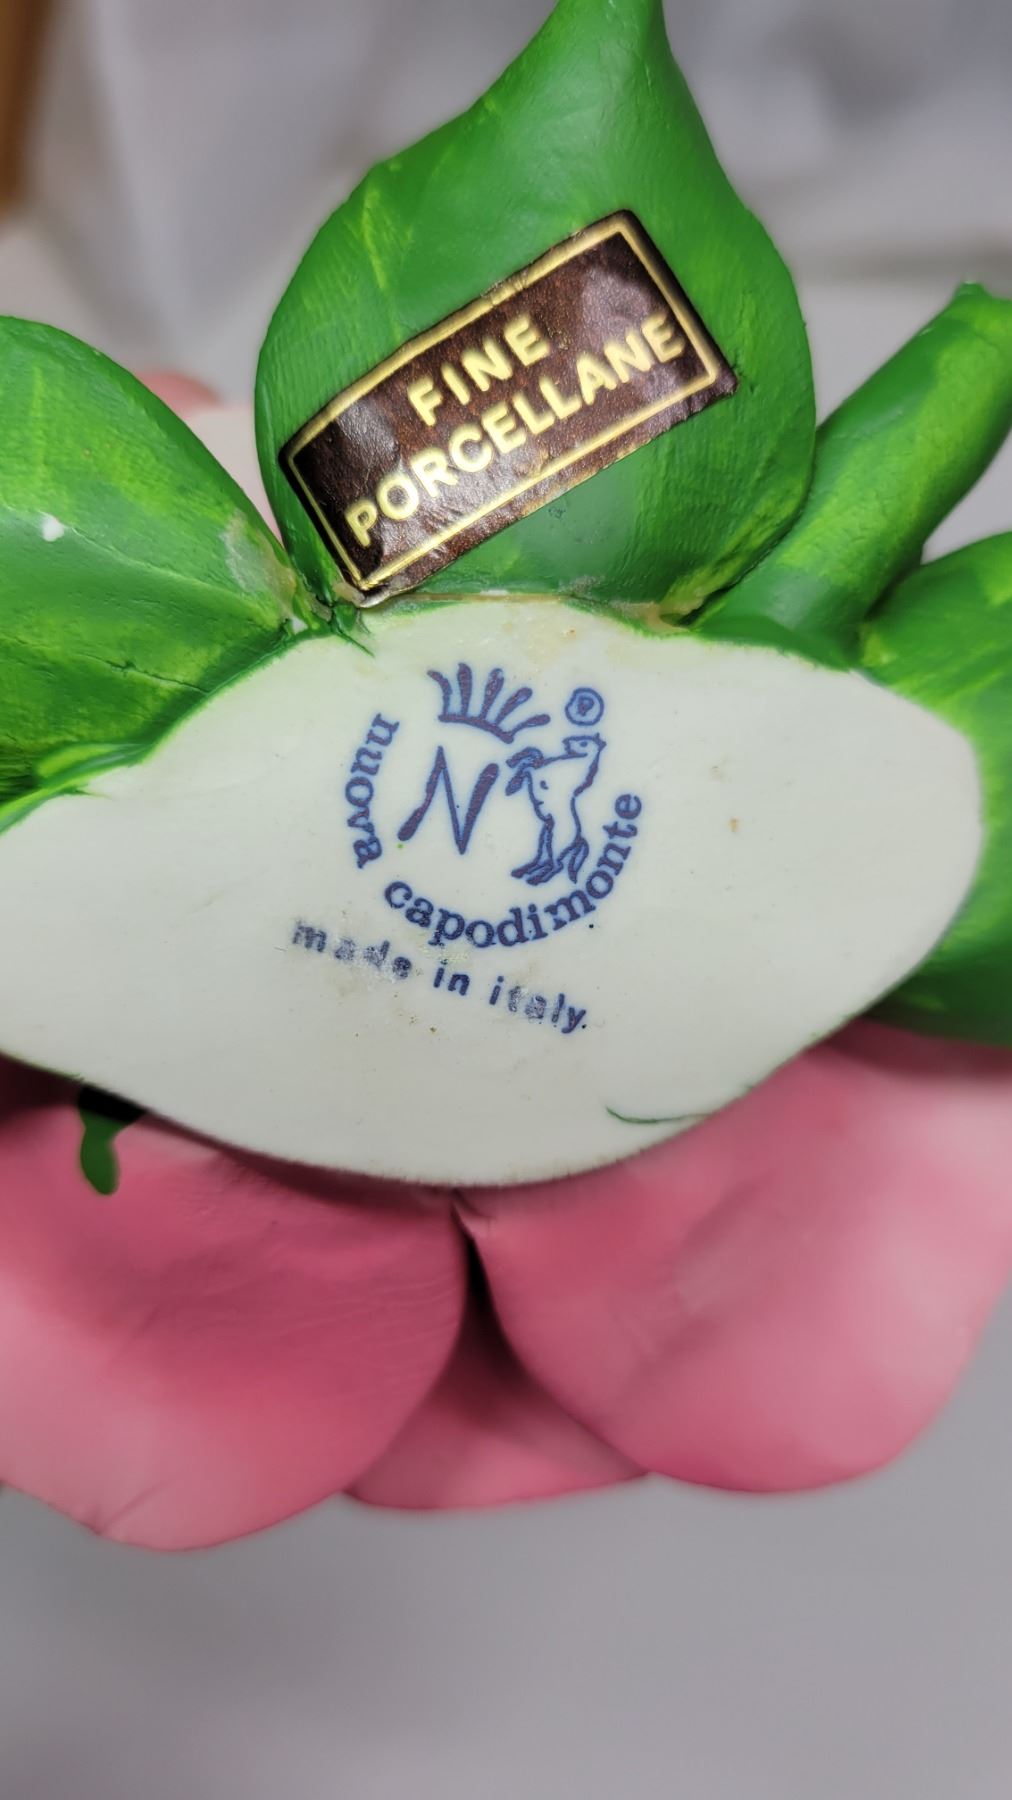 FINE
PORCELLANE
N
nuova capodimonte
made in italy.